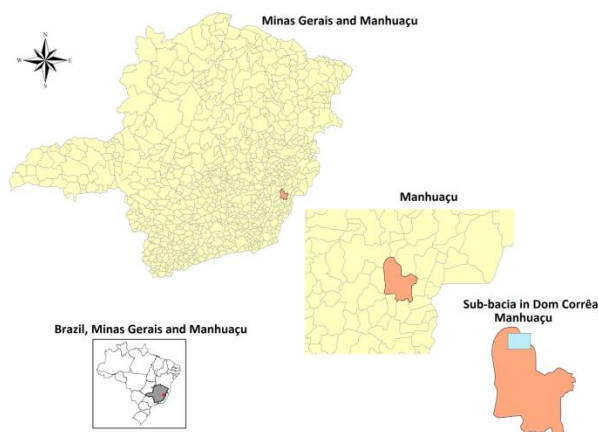 Minas Gerais and Manhuaçu
N
W
E
S
Manhuaçu
Sub-bacia in Dom Corrêa
Manhuaçu
Brazil, Minas Gerais and Manhuaçu